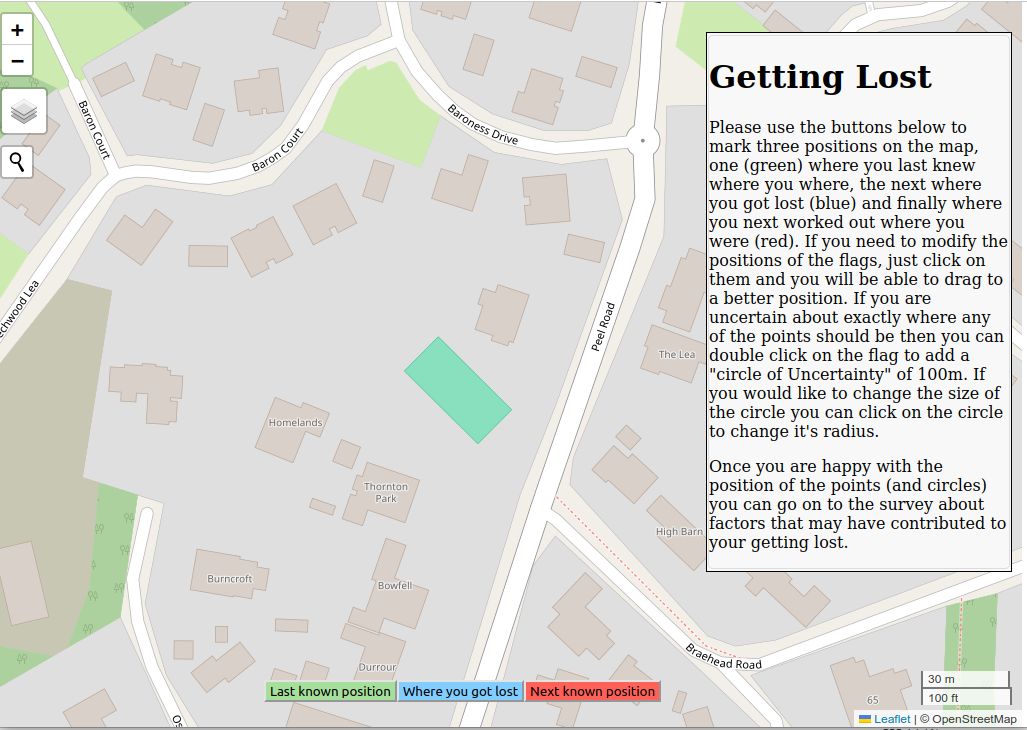 +
−
Getting Lost
Please use the buttons below to
mark three positions on the map,
one (green) where you last knew
where you where, the next where
you got lost (blue) and finally where
you next worked out where you
were (red). If you need to modify the
positions of the flags, just click on
them and you will be able to drag to
a better position. If you are
uncertain about exactly where any
of the points should be then you can
double click on the flag to add a
"circle of Uncertainty" of 100m. If
you would like to change the size of
the circle you can click on the circle
to change it's radius.
Once you are happy with the
position of the points (and circles)
you can go on to the survey about
factors that may have contributed to
your getting lost.
Baron Court
Baron Court
Baroness Drive
echwood Lea
Peel Road
The Lea
Homelands
Thornton
Park
High Barn
Burncroft
Bowfell
Durrour
Braehead Road
65
Os
Last known position
Where you got lost
Next known position
30 m
100 ft
Leaflet | © OpenStreetMap